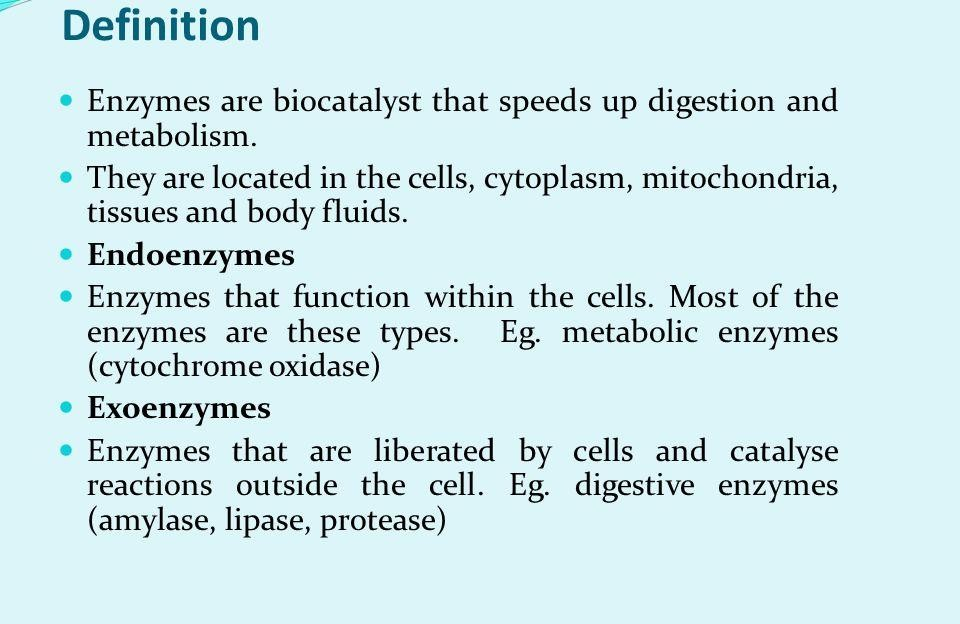 Definition
Enzymes are biocatalyst that speeds up digestion and
metabolism.
They are located in the cells, cytoplasm, mitochondria,
tissues and body fluids.
Endoenzymes
Enzymes that function within the cells. Most of the
enzymes are these types. Eg. metabolic enzymes
(cytochrome oxidase)
Exoenzymes
Enzymes that are liberated by cells and catalyse
reactions outside the cell. Eg. digestive enzymes
(amylase, lipase, protease)